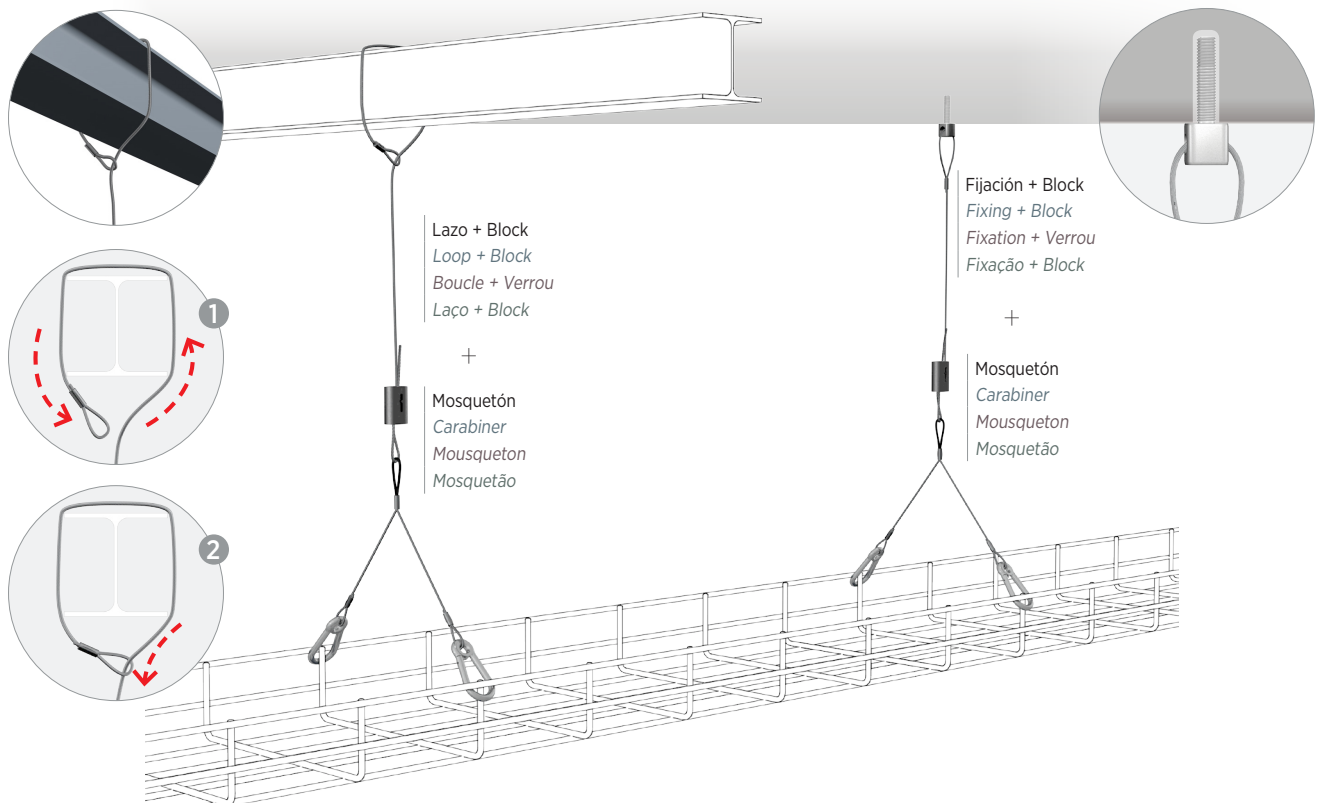 Lazo + Block
Loop + Block
Boucle + Verrou
Laço + Block
+
Mosquetón
Carabiner
Mousqueton
Mosquetão
Fijación + Block
Fixing + Block
Fixation + Verrou
Fixação + Block
+
Mosquetón
Carabiner
Mousqueton
Mosquetão
1
2